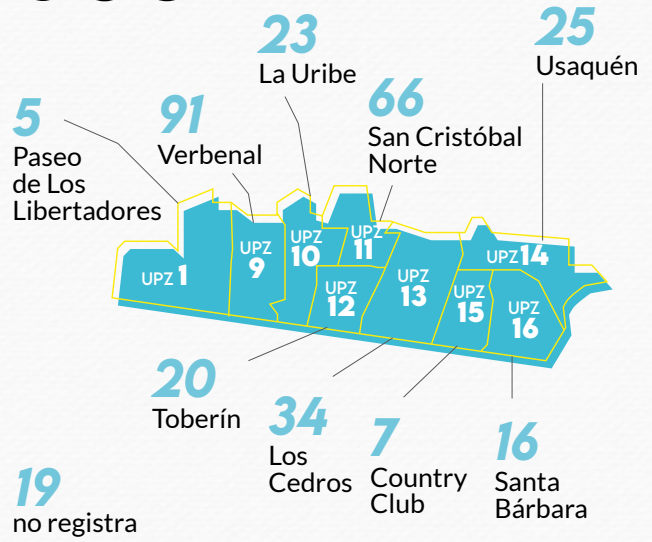 23
La Uribe
25
Usaquén
66
San Cristóbal
Norte
5
Paseo
de Los
Libertadores
91
Verbenal
UPZ 1
UPZ
9
UPZ
10
UPZ
11
UPZ
12
UPZ
13
UPZ 14
UPZ
15
UPZ
16
20
Toberín
34
Los
Cedros
7
Country
Club
16
Santa
Bárbara
19
no registra